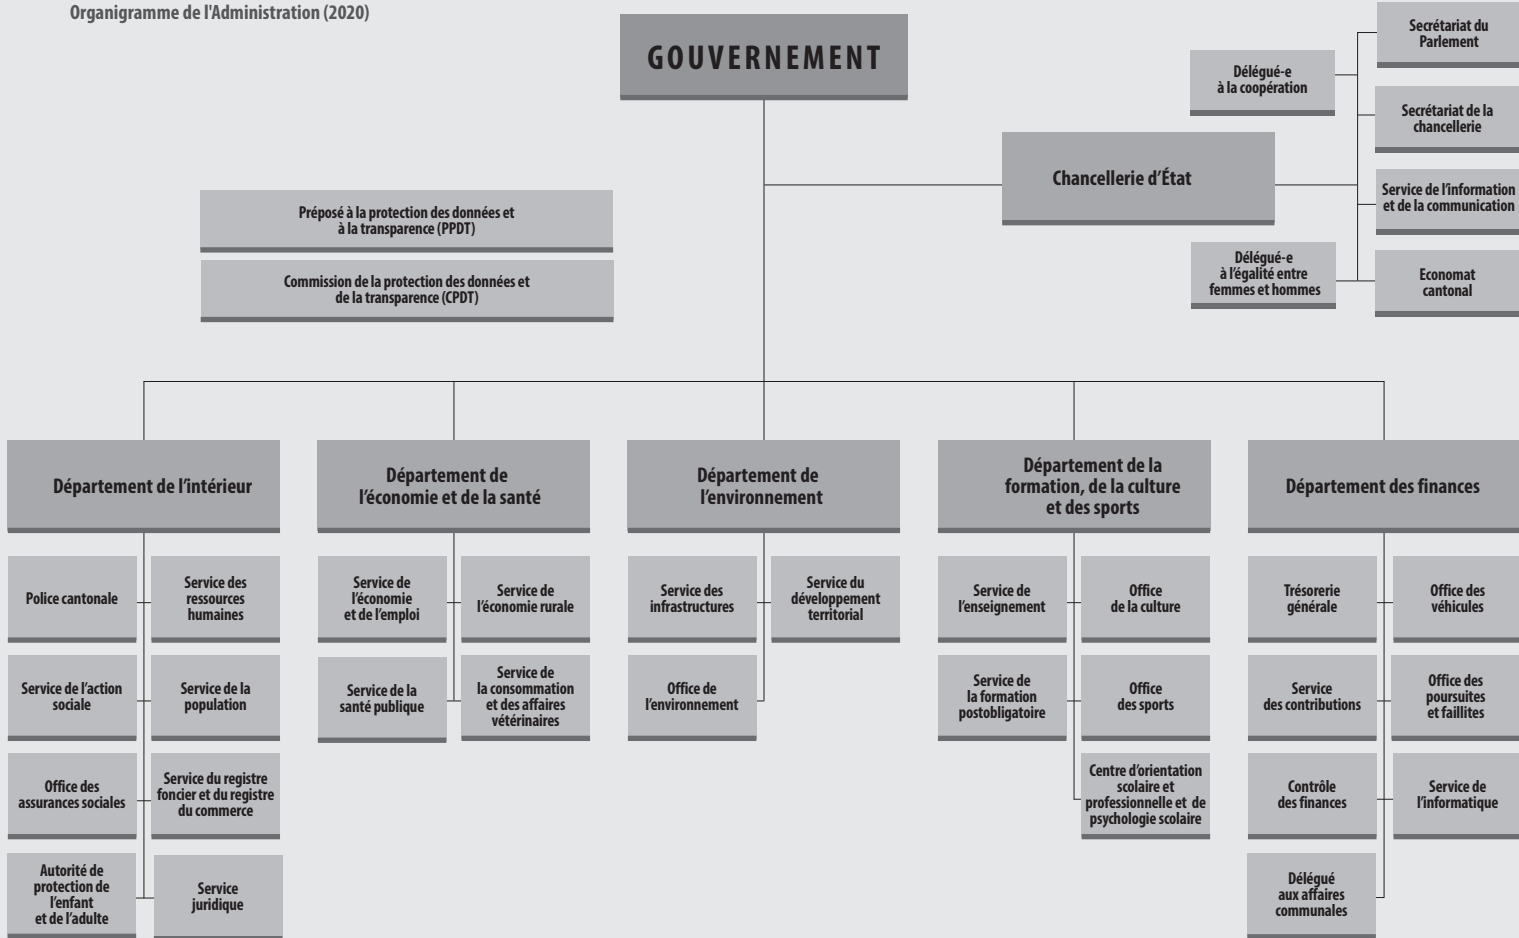 Organigramme de l'Administration (2020)
GOUVERNEMENT
Délégué-e
à la coopération
Secrétariat du
Parlement
Secrétariat de la
chancellerie
Chancellerie d'État
Service de l'information
et de la communication
Délégué-e
à l'égalité entre
femmes et hommes
Economat
cantonal
Préposé à la protection des données et
à la transparence (PPDT)
Commission de la protection des données et
de la transparence (CPDT)
Département de l'intérieur
Police cantonale
Service des
ressources
humaines
Service de l'action
sociale
Service de la
population
Office des
assurances sociales
Service du registre
foncier et du registre
du commerce
Autorité de
protection de
l'enfant
et de l'adulte
Service
juridique
Département de
l'économie et de la santé
Service de
l'économie
et de l'emploi
Service de
l'économie rurale
Service de la
santé publique
Service de
la consommation
et des affaires
vétérinaires
Département de
l'environnement
Service des
infrastructures
Service du
développement
territorial
Office de
l'environnement
Département de la
formation, de la culture
et des sports
Service de
l'enseignement
Office
de la culture
Service de
la formation
postobligatoire
Office
des sports
Centre d'orientation
scolaire et
professionnelle et de
psychologie scolaire
Département des finances
Trésorerie
générale
Office des
véhicules
Service
des contributions
Office des
poursuites
et faillites
Contrôle
des finances
Service de
l'informatique
Délégué
aux affaires
communales